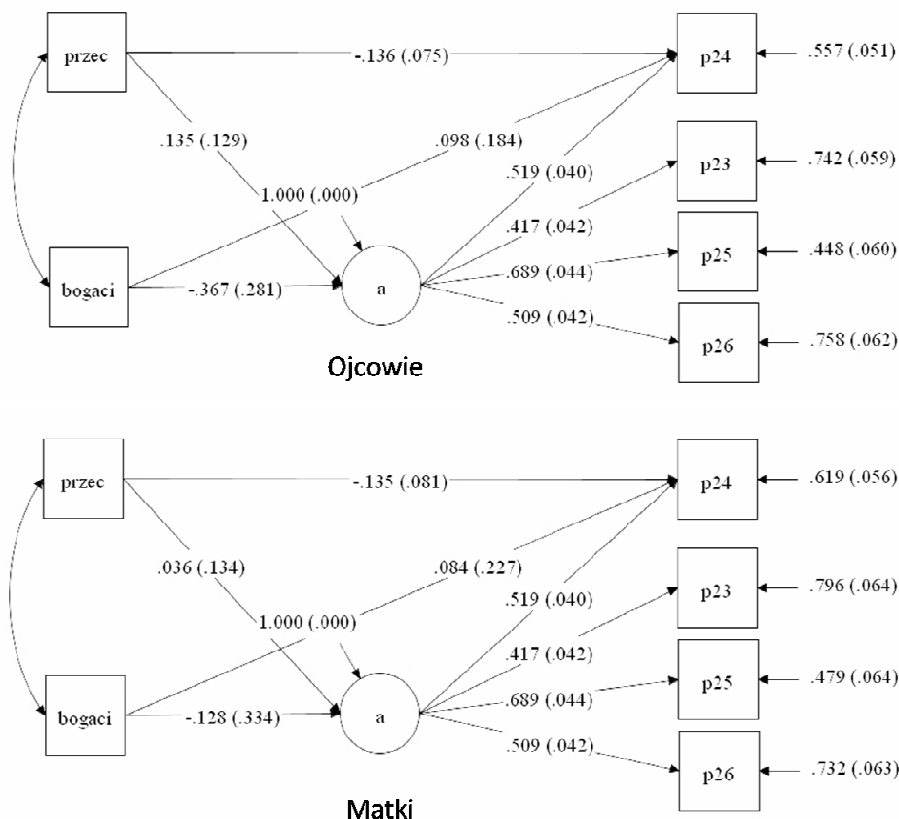 przec
-.136 (.075)
p24
.557 (.051)
.135 (.129)
.098 (.184)
.519 (.040)
p23
.742 (.059)
1.000 (.000)
.417 (.042)
bogaci
-.367 (.281)
a
.689 (.044)
p25
.448 (.060)
.509 (.042)
p26
.758 (.062)
Ojcowie
przec
-.135 (.081)
p24
.619 (.056)
.036 (.134)
.084 (.227)
.519 (.040)
p23
.796 (.064)
1.000 (.000)
.417 (.042)
bogaci
-.128 (.334)
a
.689 (.044)
p25
.479 (.064)
.509 (.042)
p26
.732 (.063)
Matki